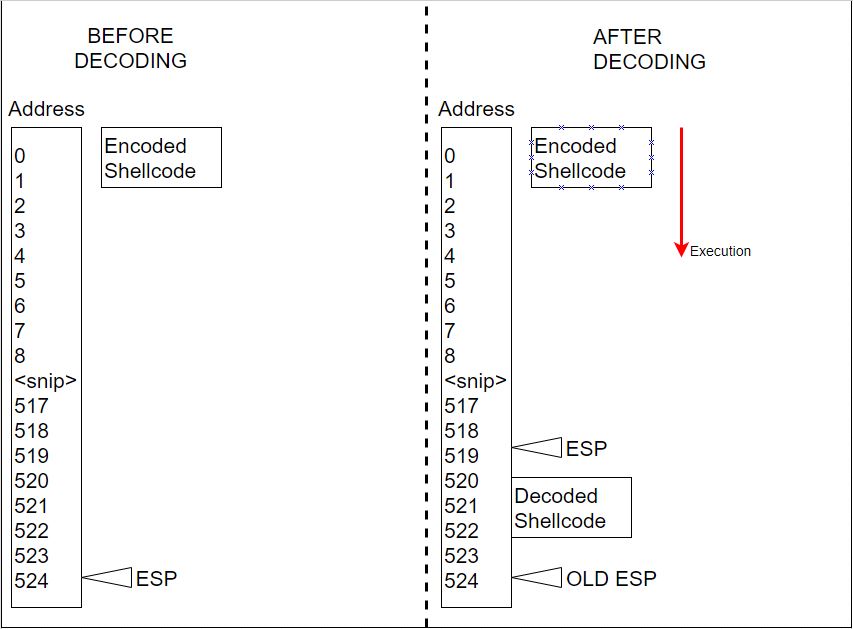 BEFORE
DECODING
Address
0
1
2
3
4
5
6
7
8
<snip>
517
518
519
520
521
522
523
524
Encoded
Shellcode
ESP
AFTER
DECODING
Address
0
1
2
3
4
5
6
7
8
<snip>
517
518
519
520
521
522
523
524
Encoded
Shellcode
Execution
ESP
Decoded
Shellcode
OLD ESP